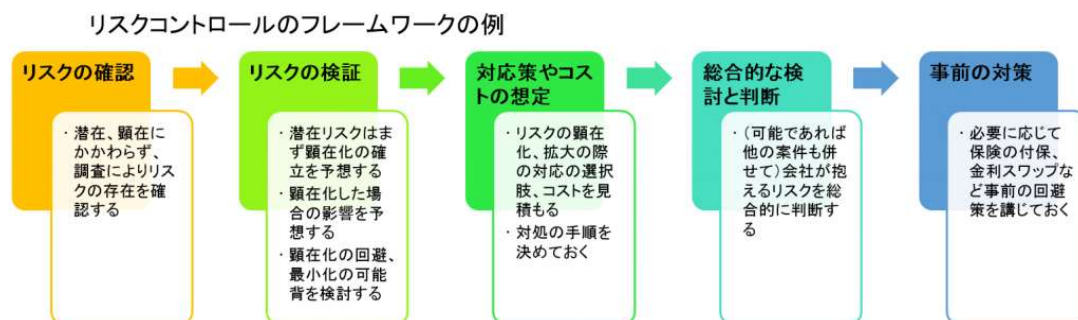 リスクコントロールのフレームワークの例
リスクの確認
・潜在、顕在に
かかわらず、
調査によりリス
クの存在を確
認する
リスクの検証
・潜在リスクはま
ず顕在化の確
立を予想する
・顕在化した場
合の影響を予
想する
・顕在化の回避、
最小化の可能
背を検討する
対応策やコス
トの想定
・リスクの顕在
化、拡大の際
の対応の選択
肢、コストを見
積もる
・対処の手順を
決めておく
総合的な検
討と判断
・（可能であれば
他の案件も併
せて）会社が抱
えるリスクを総
合的に判断す
る
事前の対策
・必要に応じて
保険の付保、
金利スワップな
ど事前の回避
策を講じておく